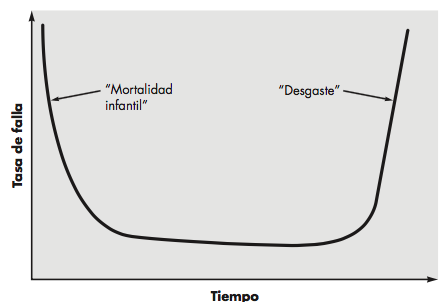 "Mortalidad
infantil"
"Desgaste"
Tasa de falla
Tiempo